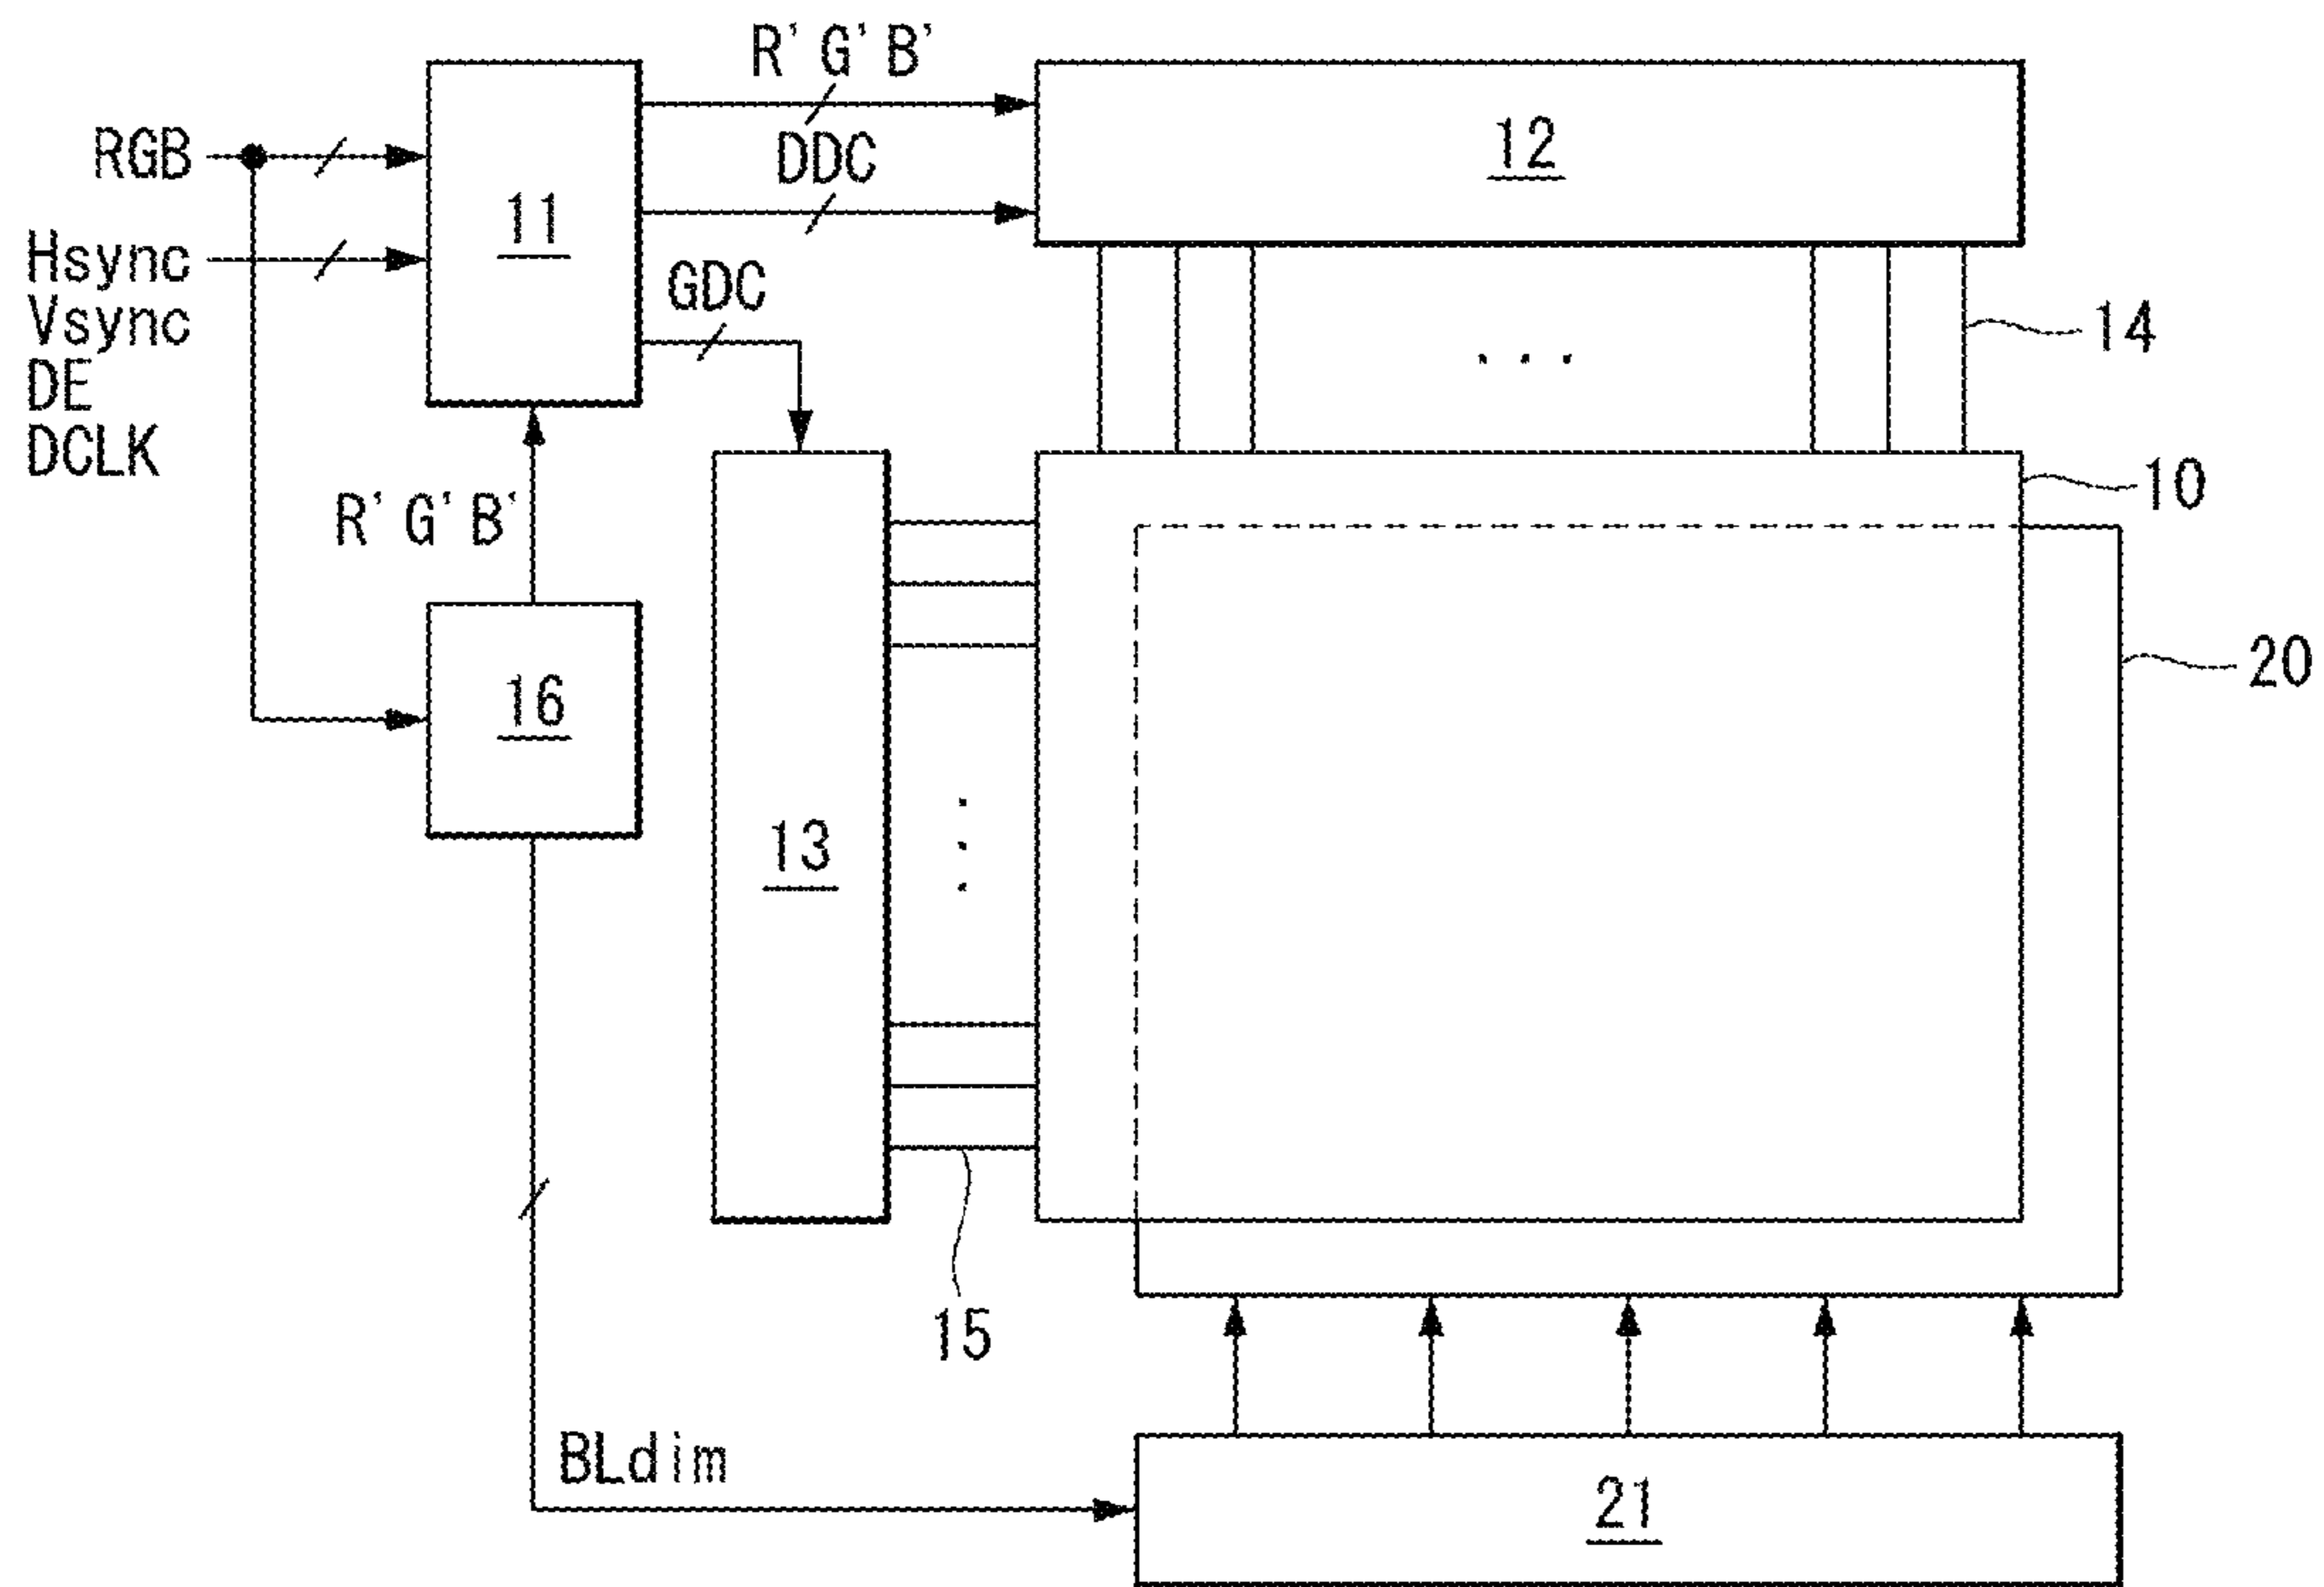 R'G'B'
RGB
12
DDC
11
Hsync
GDC
Vsync
14
DE
DCLK
10
R'G'B'
20
16
13
15
BLdim
21